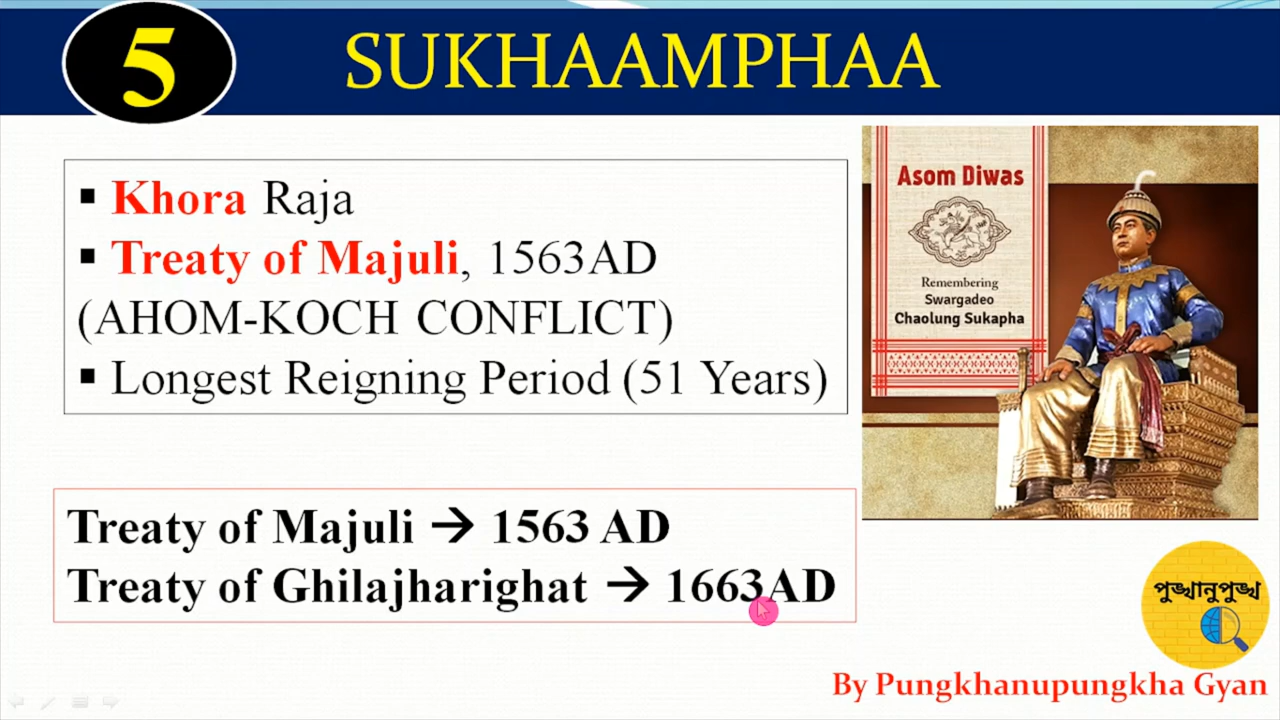 5
SUKHAAMPHAA
▪ Khora Raja
▪ Treaty of Majuli, 1563AD
(AHOM-KOCH CONFLICT)
▪ Longest Reigning Period (51 Years)
Asom Diwas
Remembering
Swargadeo
Chaolung Sukapha
Treaty of Majuli → 1563 AD
Treaty of Ghilajharighat → 1663AD
পুঙ্খানুপুঙ্খ
By Pungkhanupungkha Gyan